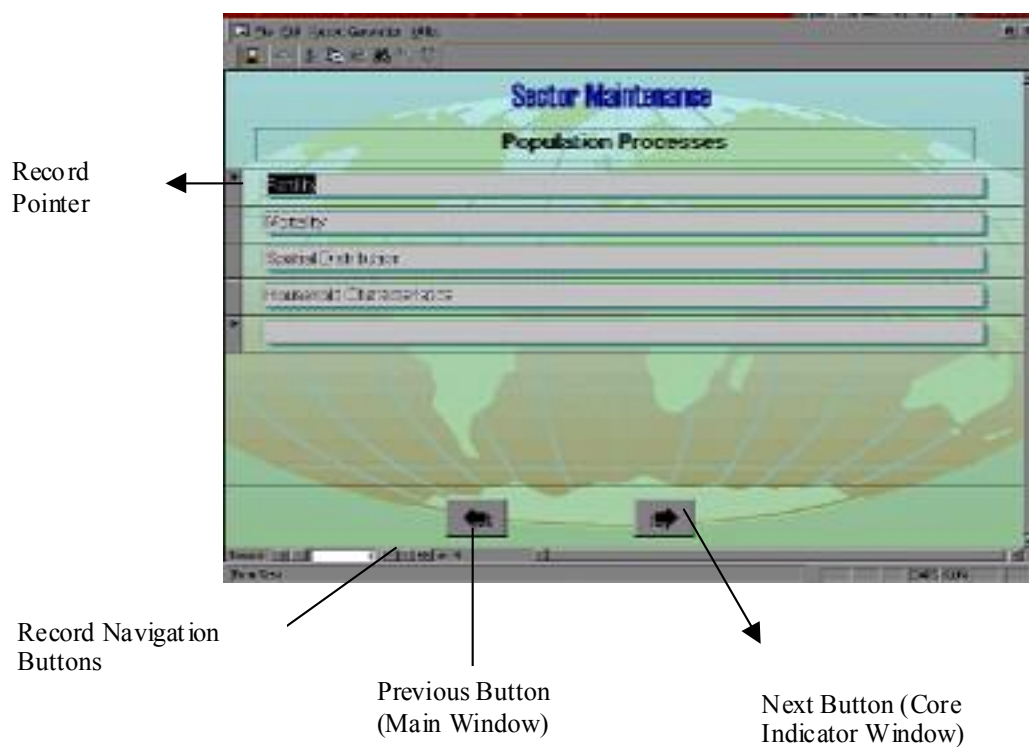 Sector Maintenance
Population Processes
Record
Pointer
Fertility
Mortality
Spatial Distribution
Household Characteristics
Record Navigation
Buttons
Previous Button
(Main Window)
Next Button (Core
Indicator Window)